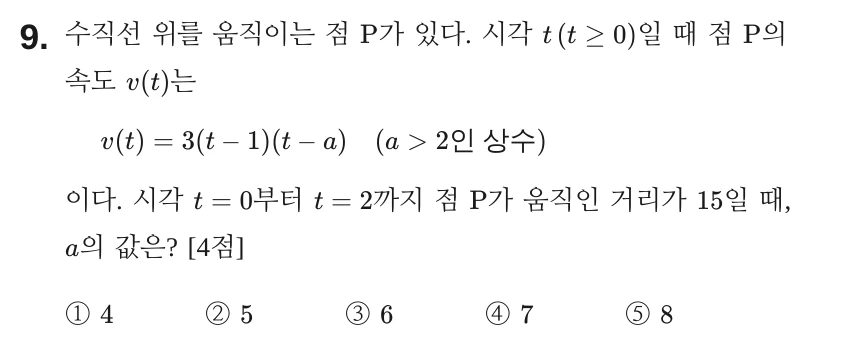 9. 수직선 위를 움직이는 점 P가 있다. 시각 t(t ≥ 0)일 때 점 P의
속도 v(t)는
v(t) = 3(t − 1)(t − a) (a > 2인 상수)
이다. 시각 t = 0부터 t = 2까지 점 P가 움직인 거리가 15일 때,
a의 값은? [4점]
① 4 ② 5 ③ 6 ④ 7 ⑤ 8